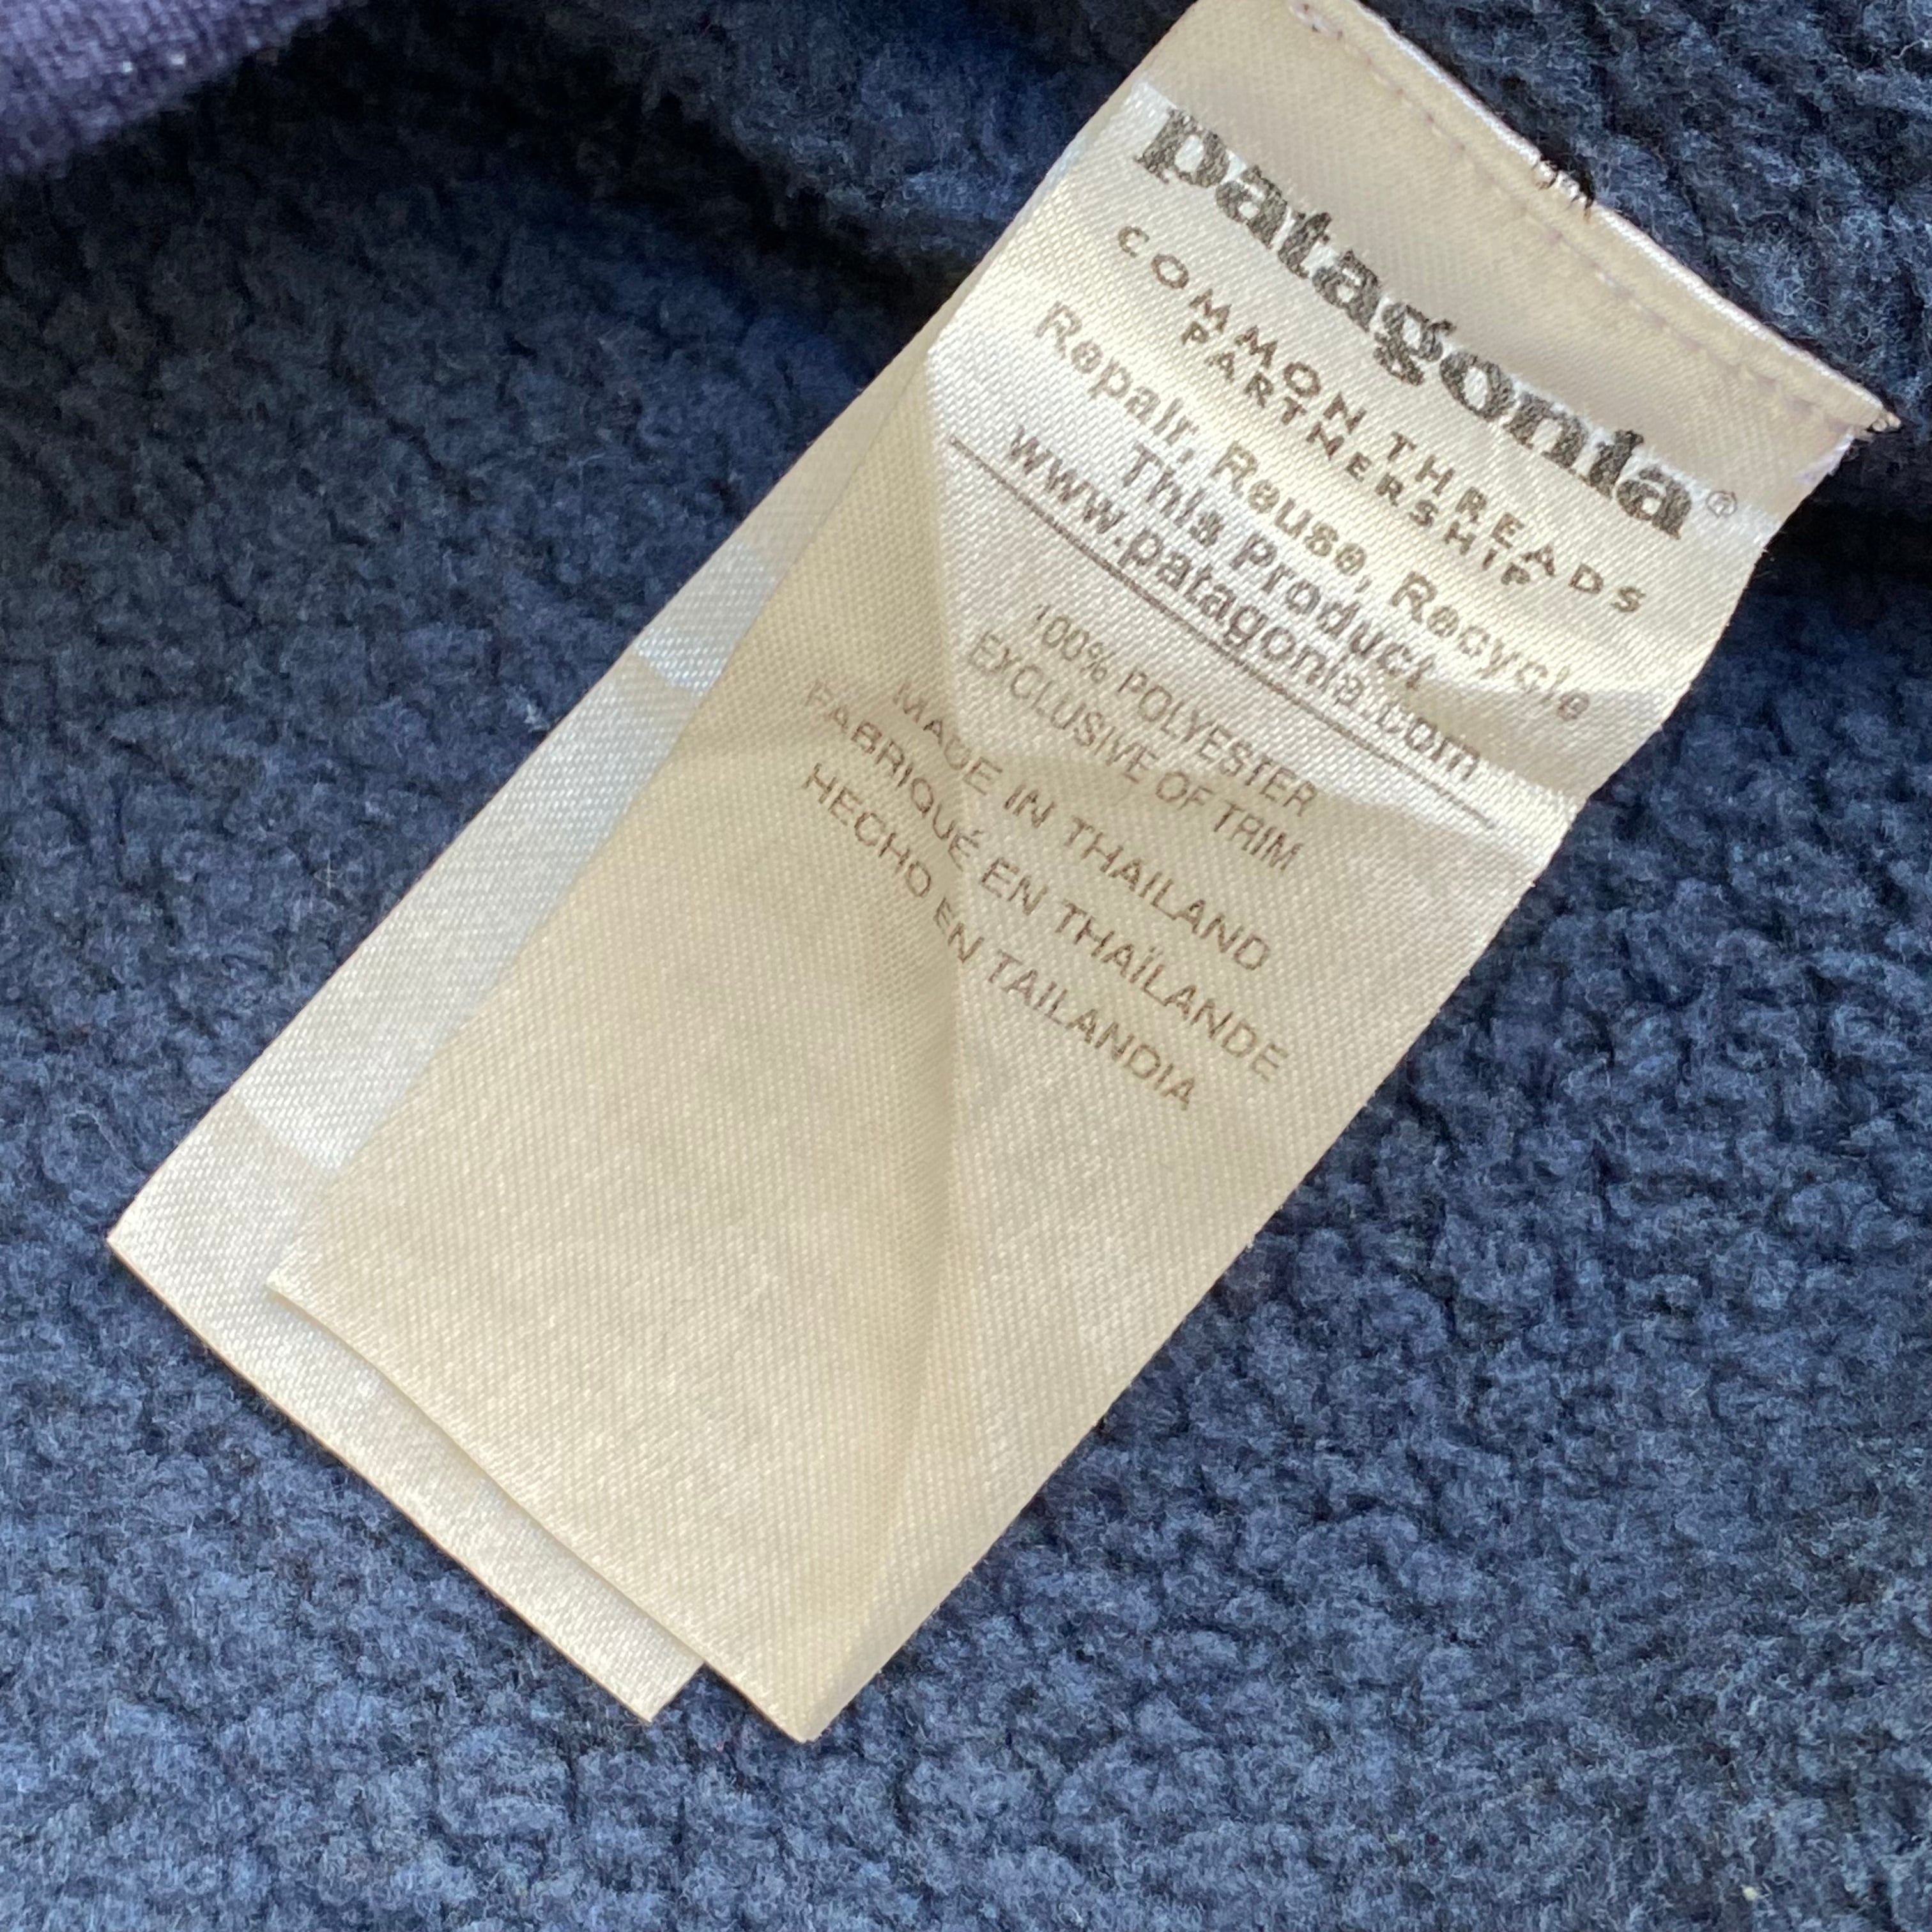 patagonia®
COMMON THREADS
PARTNERSHIP
Repair, Reuse, Recycle
This Product
www.patagonia.com
100% POLYESTER
EXCLUSIVE OF TRIM
MADE IN THAILAND
FABRIQUÉ EN THAÏLANDE
HECHO EN TAILANDIA